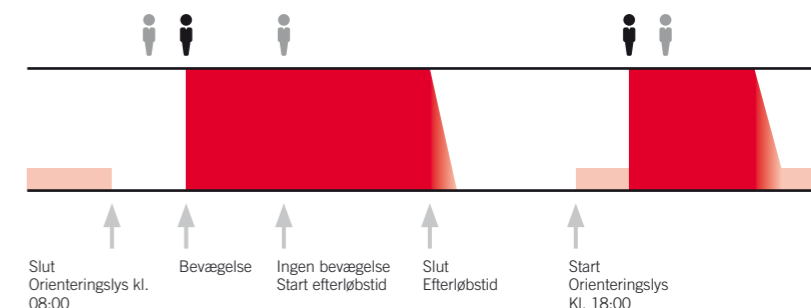 Slut
Orienteringslys kl.
08:00
Bevægelse
Ingen bevægelse
Start efterløbstid
Slut
Efterløbstid
Start
Orienteringslys
Kl. 18:00